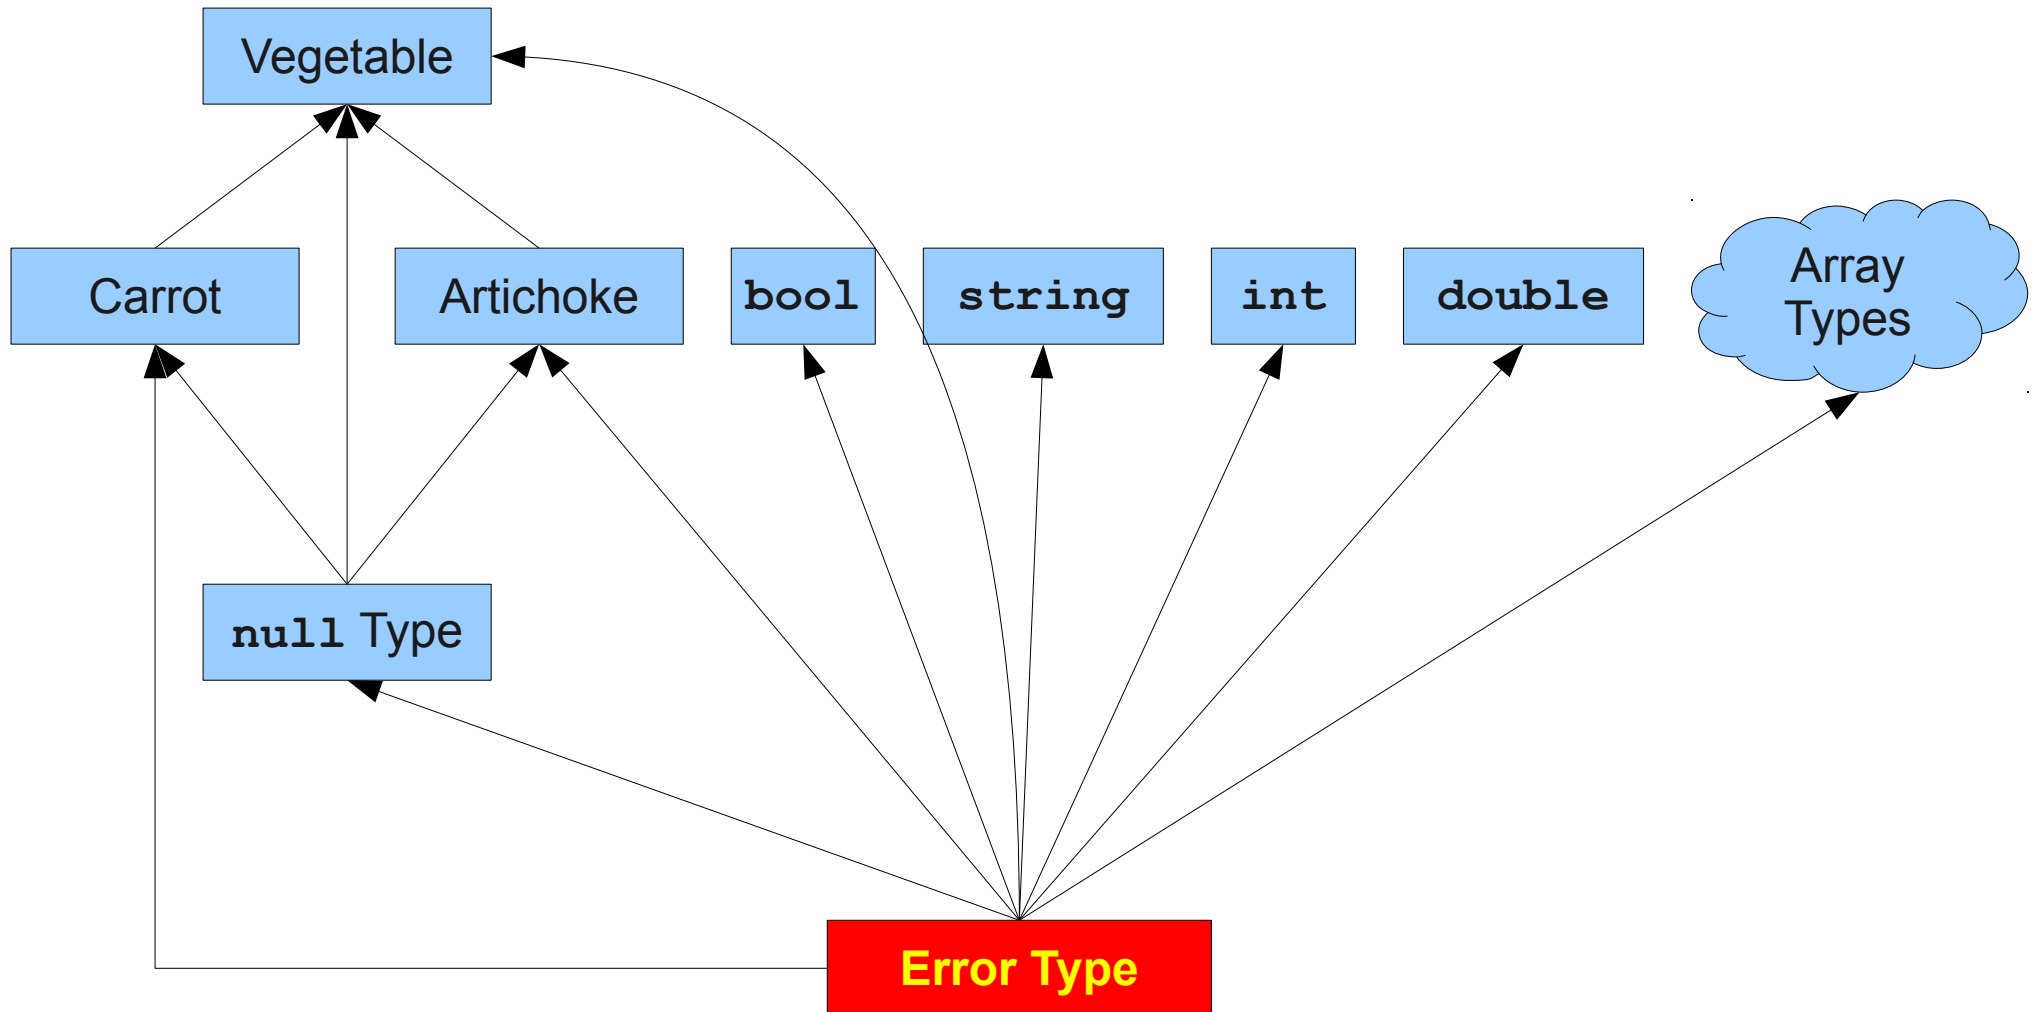 Vegetable
Carrot
Artichoke
bool
string
int
double
Array
Types
null Type
Error Type